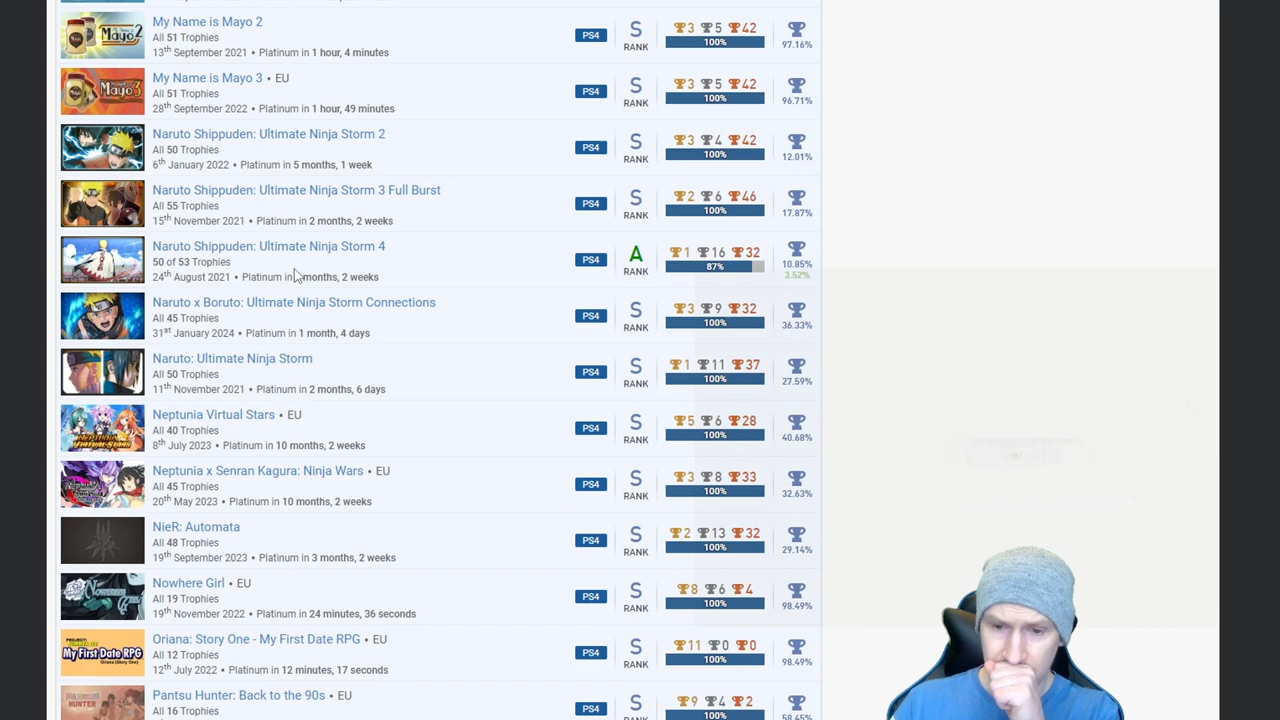 My Name is Mayo 2
All 51 Trophies
13th September 2021 • Platinum in 1 hour, 4 minutes
PS4
S
RANK
3 5 42
100%
97.16%
Mayo 2
My Name is Mayo 3 • EU
All 51 Trophies
28th September 2022 • Platinum in 1 hour, 49 minutes
PS4
S
RANK
3 5 42
100%
96.71%
Mayo3
Naruto Shippuden: Ultimate Ninja Storm 2
All 50 Trophies
6th January 2022 • Platinum in 5 months, 1 week
PS4
S
RANK
3 4 42
100%
12.01%
Naruto Shippuden: Ultimate Ninja Storm 3 Full Burst
All 55 Trophies
15th November 2021 • Platinum in 2 months, 2 weeks
PS4
S
RANK
2 6 46
100%
17.87%
Naruto Shippuden: Ultimate Ninja Storm 4
50 of 53 Trophies
24th August 2021 • Platinum in months, 2 weeks
PS4
A
RANK
1 16 32
87%
10.85%
3.52%
Naruto x Boruto: Ultimate Ninja Storm Connections
All 45 Trophies
31st January 2024 • Platinum in 1 month, 4 days
PS4
S
RANK
3 9 32
100%
36.33%
Naruto: Ultimate Ninja Storm
All 50 Trophies
11th November 2021 • Platinum in 2 months, 6 days
PS4
S
RANK
1 11 37
100%
27.59%
Neptunia Virtual Stars • EU
All 40 Trophies
8th July 2023 • Platinum in 10 months, 2 weeks
PS4
S
RANK
5 6 28
100%
40.68%
Neptunia x Senran Kagura: Ninja Wars • EU
All 45 Trophies
20th May 2023 • Platinum in 10 months, 2 weeks
PS4
S
RANK
3 8 33
100%
32.63%
NieR: Automata
All 48 Trophies
19th September 2023 • Platinum in 3 months, 2 weeks
PS4
S
RANK
2 13 32
100%
29.14%
Nowhere Girl • EU
All 19 Trophies
19th November 2022 • Platinum in 24 minutes, 36 seconds
PS4
S
RANK
8 6 4
100%
98.49%
My First Date RPG
Oriana: Story One - My First Date RPG • EU
All 12 Trophies
12th July 2022 • Platinum in 12 minutes, 17 seconds
PS4
S
RANK
11 0 0
100%
98.49%
Pantsu Hunter: Back to the 90s • EU
All 16 Trophies
PS4
S
9 4 2
100%
58.45%